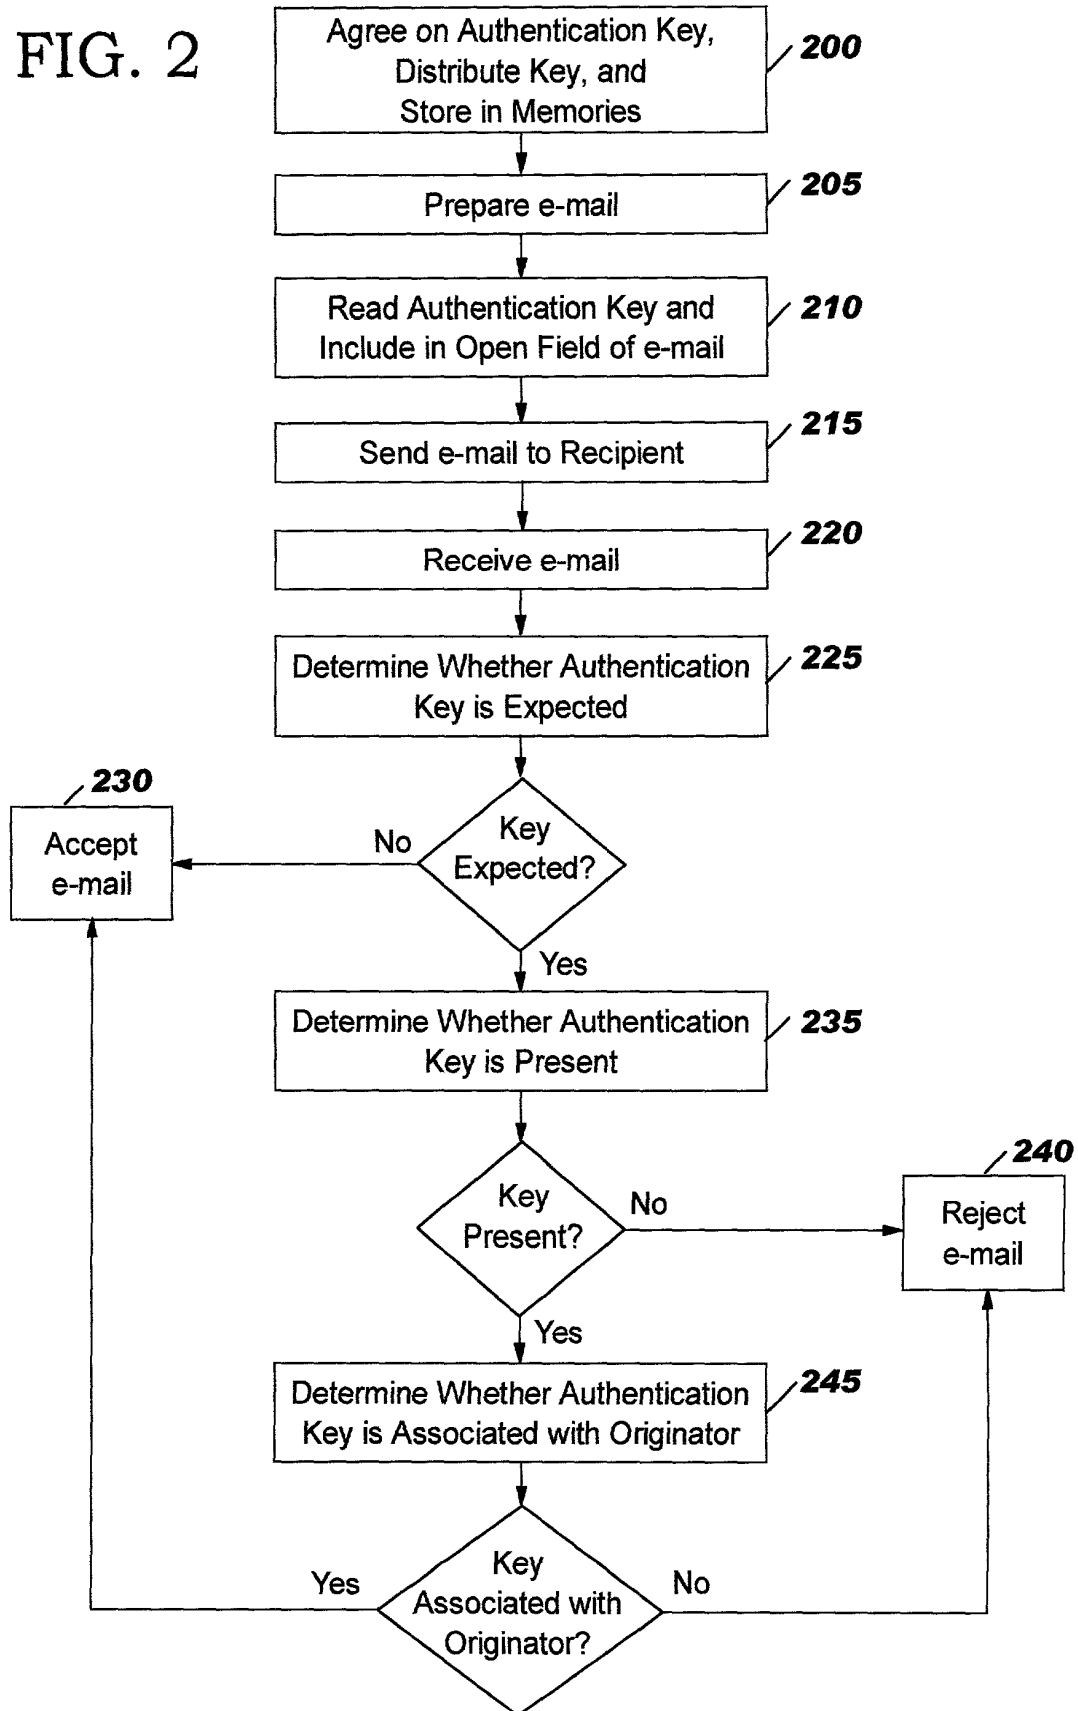 FIG. 2
Agree on Authentication Key,
Distribute Key, and
Store in Memories
200
Prepare e-mail
205
Read Authentication Key and
Include in Open Field of e-mail
210
Send e-mail to Recipient
215
Receive e-mail
220
Determine Whether Authentication
Key is Expected
225
Key
Expected?
No
230
Accept
e-mail
Yes
Determine Whether Authentication
Key is Present
235
Key
Present?
No
240
Reject
e-mail
Yes
Determine Whether Authentication
Key is Associated with Originator
245
Key
Associated with
Originator?
Yes
No